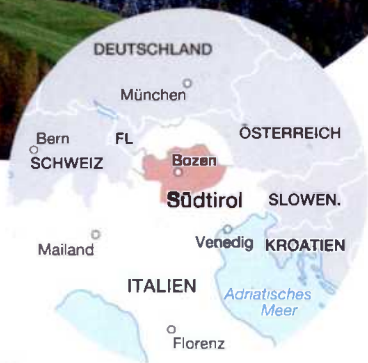 DEUTSCHLAND
München
Bern
FL
ÖSTERREICH
SCHWEIZ
Bozen
Südtirol
SLOWEN.
Mailand
Venedig
KROATIEN
ITALIEN
Adriatisches
Meer
Florenz